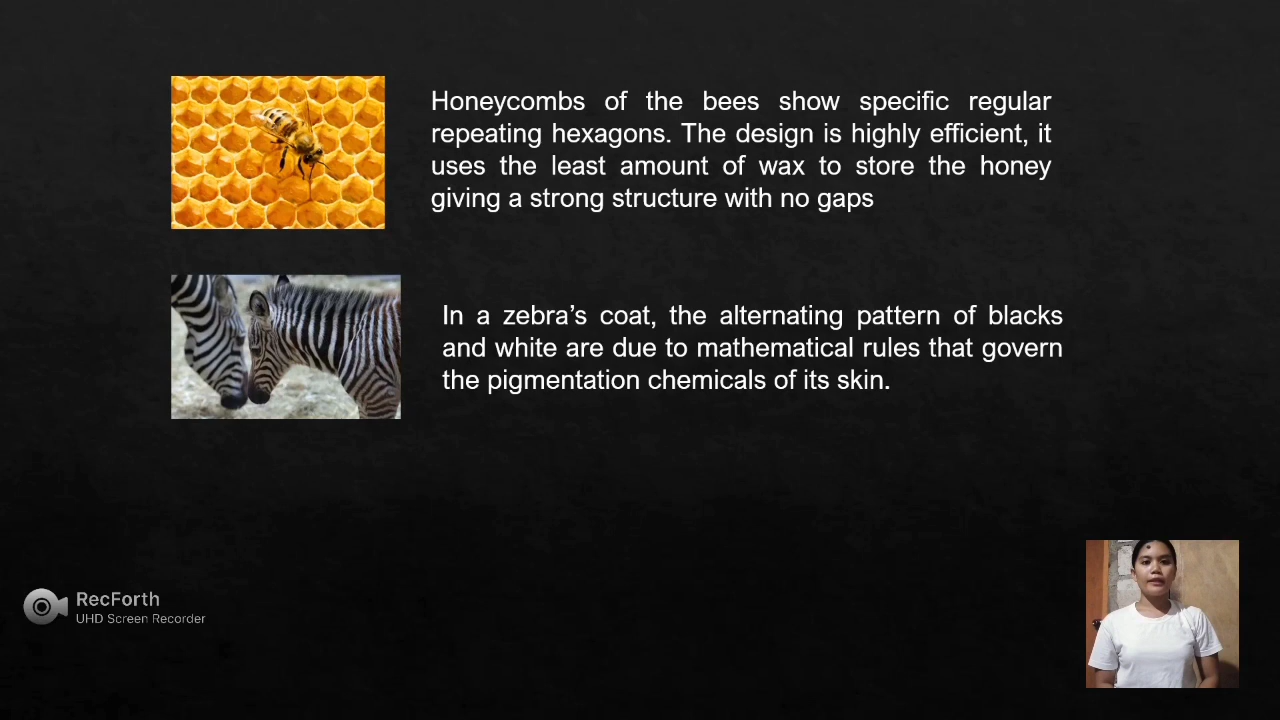 Honeycombs of the bees show specific regular
repeating hexagons. The design is highly efficient, it
uses the least amount of wax to store the honey
giving a strong structure with no gaps
In a zebra’s coat, the alternating pattern of blacks
and white are due to mathematical rules that govern
the pigmentation chemicals of its skin.
RecForth
UHD Screen Recorder